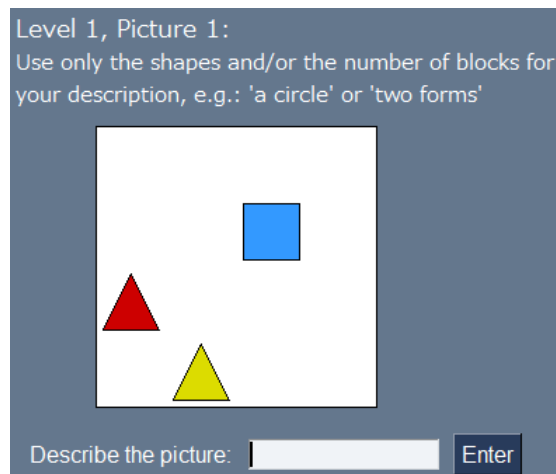 Level 1, Picture 1:
Use only the shapes and/or the number of blocks for
your description, e.g.: 'a circle' or 'two forms'
Describe the picture:
Enter